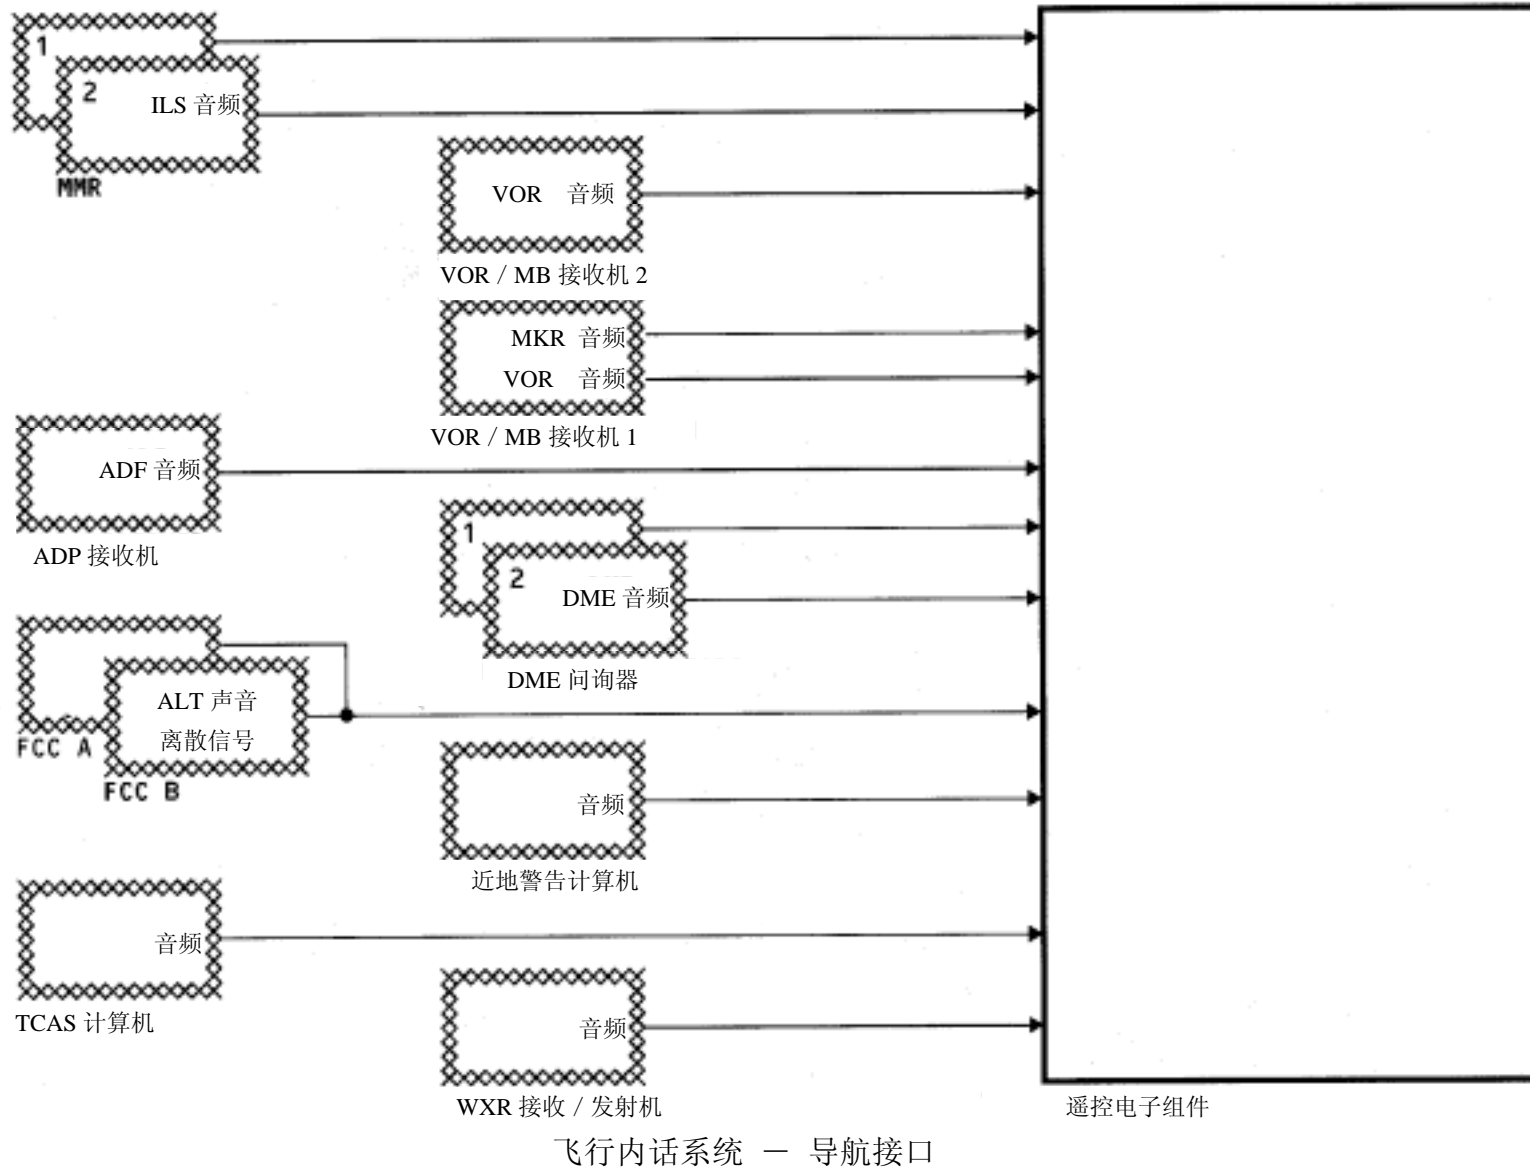 1
2
ILS 音频
MMR
VOR 音频
VOR / MB 接收机 2
MKR 音频
VOR 音频
VOR / MB 接收机 1
ADF 音频
ADP 接收机
1
2
DME 音频
DME 问询器
ALT 声音
离散信号
FCC A
FCC B
音频
近地警告计算机
音频
TCAS 计算机
音频
WXR 接收 / 发射机
遥控电子组件
飞行内话系统 － 导航接口